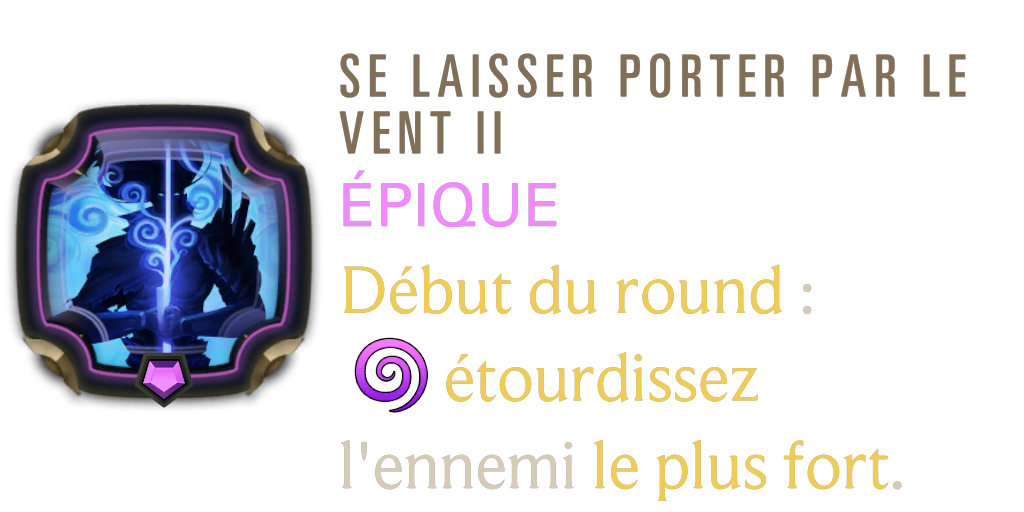 SE LAISSER PORTER PAR LE
VENT II
ÉPIQUE
Début du round :
étourdissez
l'ennemi le plus fort.